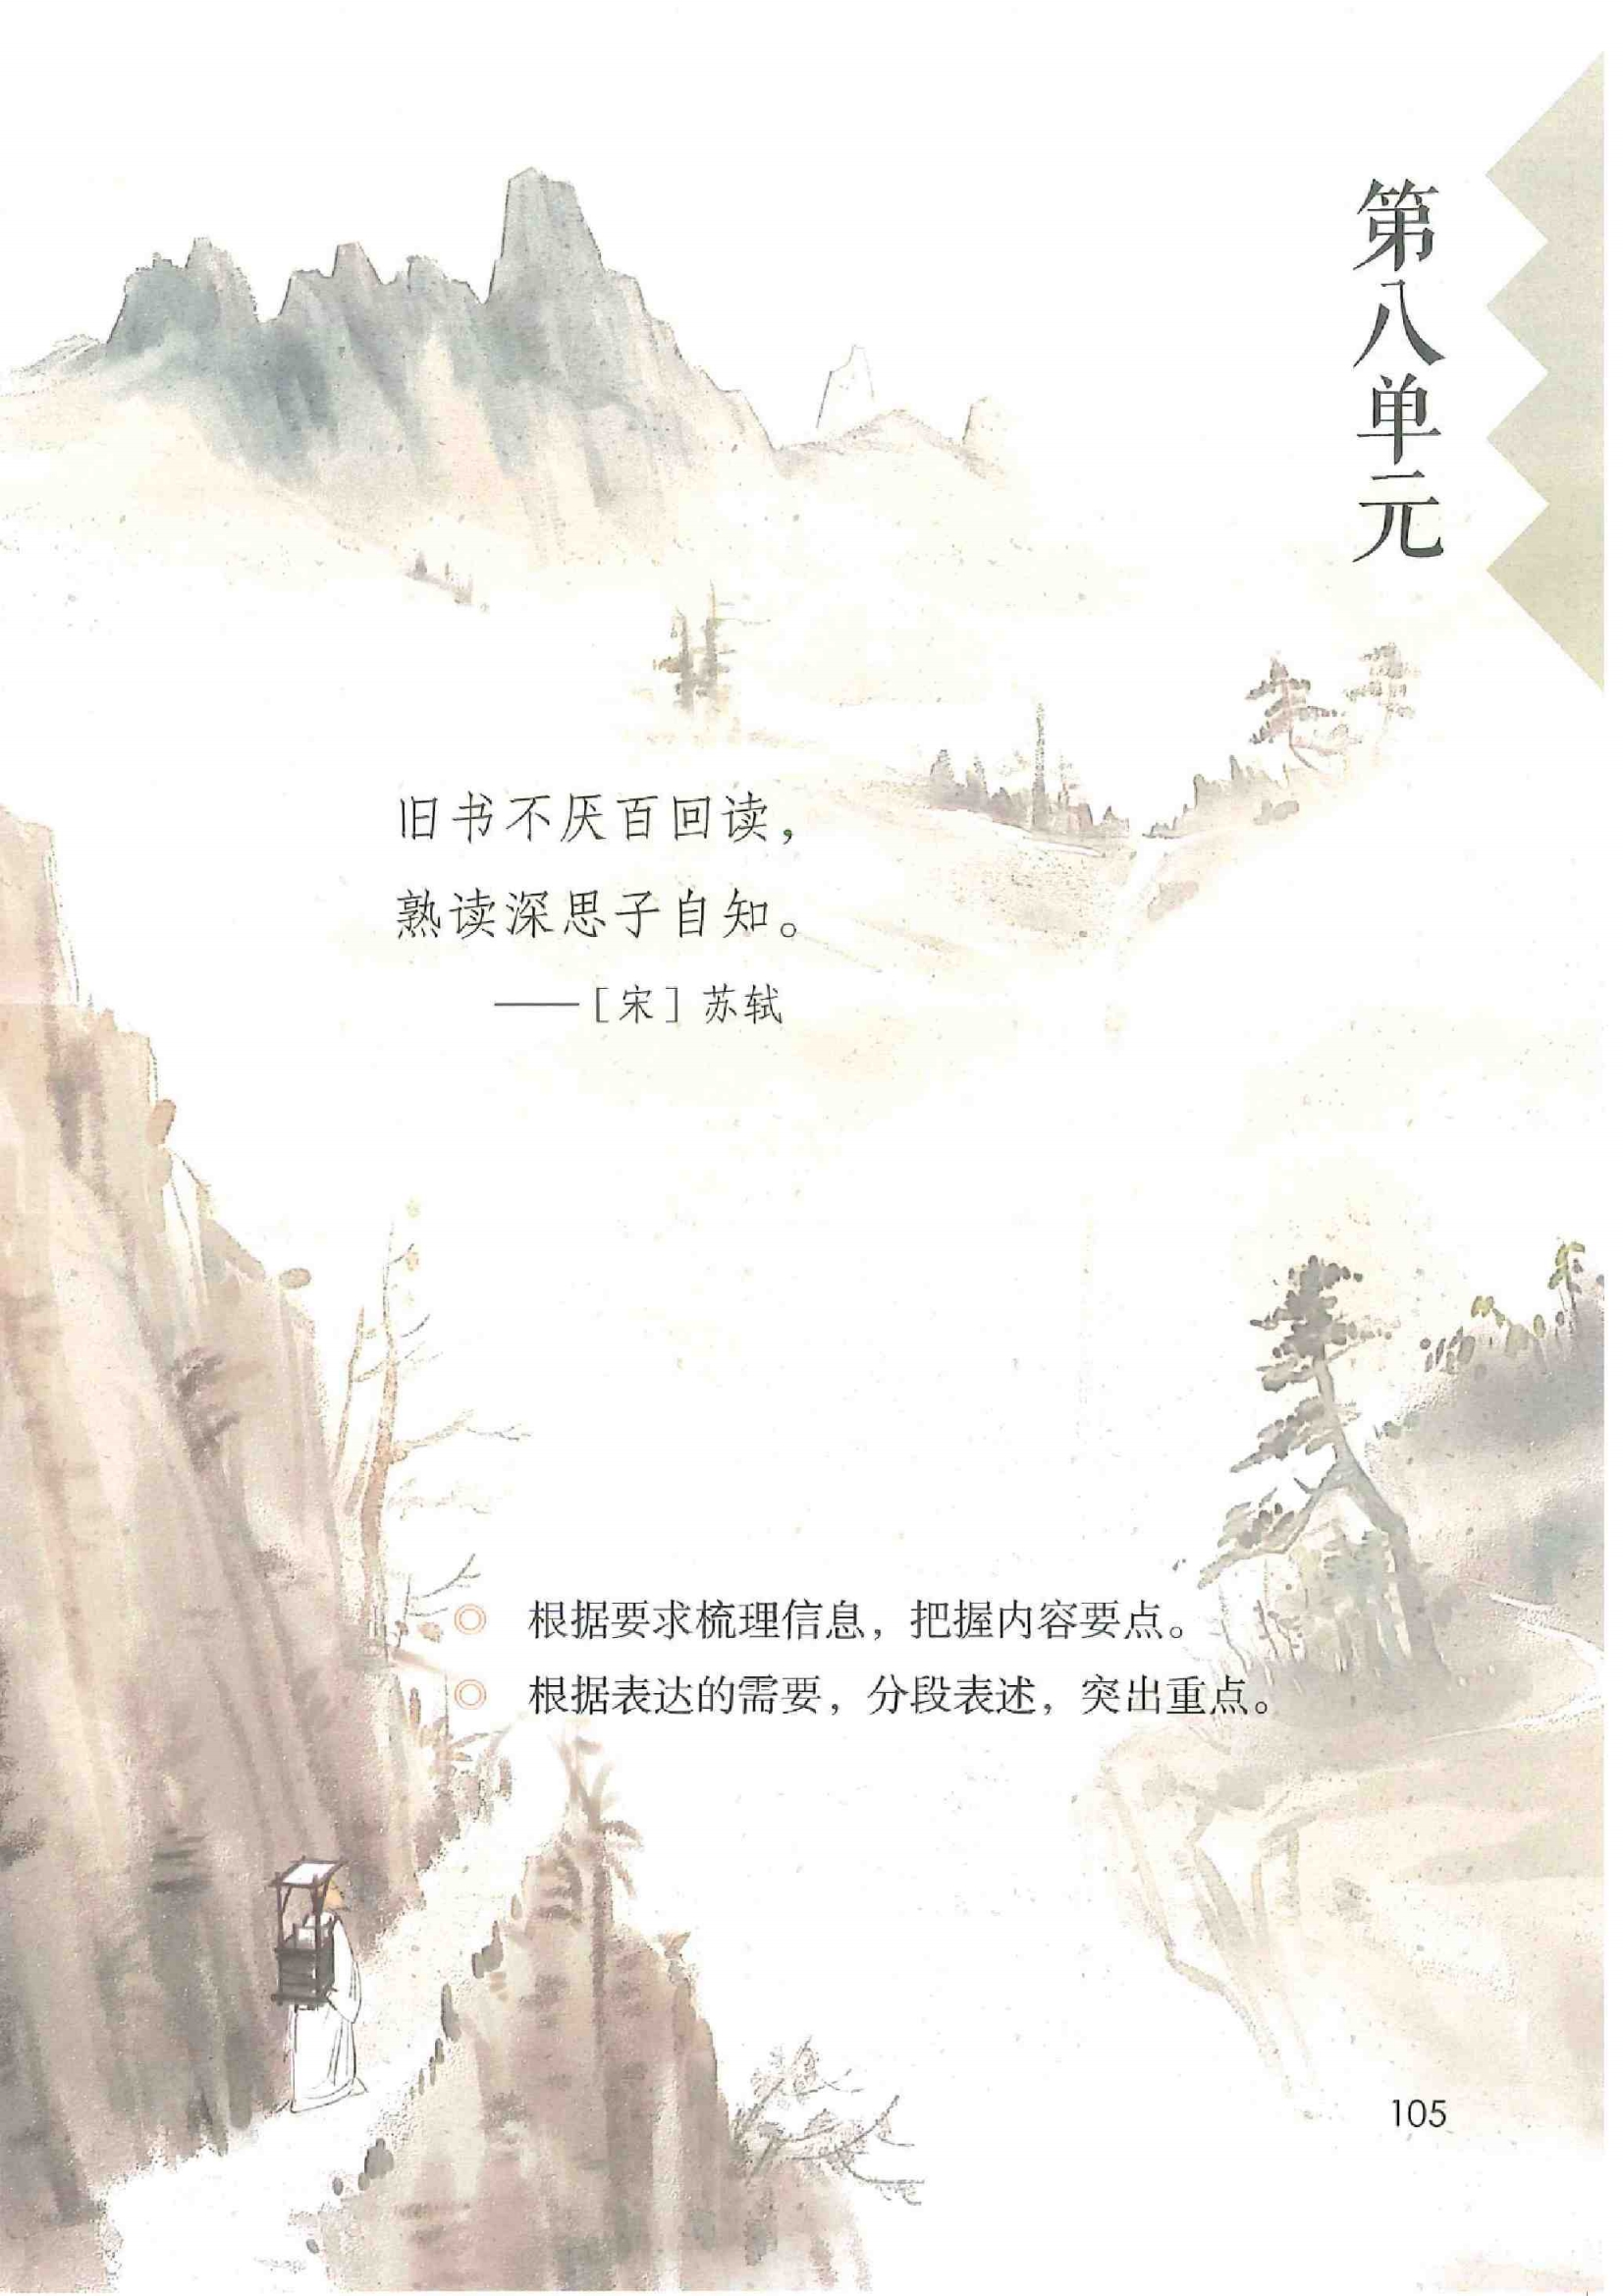 第八单元
旧书不厌百回读，
熟读深思子自知。
——［宋］苏轼
◎ 根据要求梳理信息，把握内容要点。
◎ 根据表达的需要，分段表述，突出重点。
105